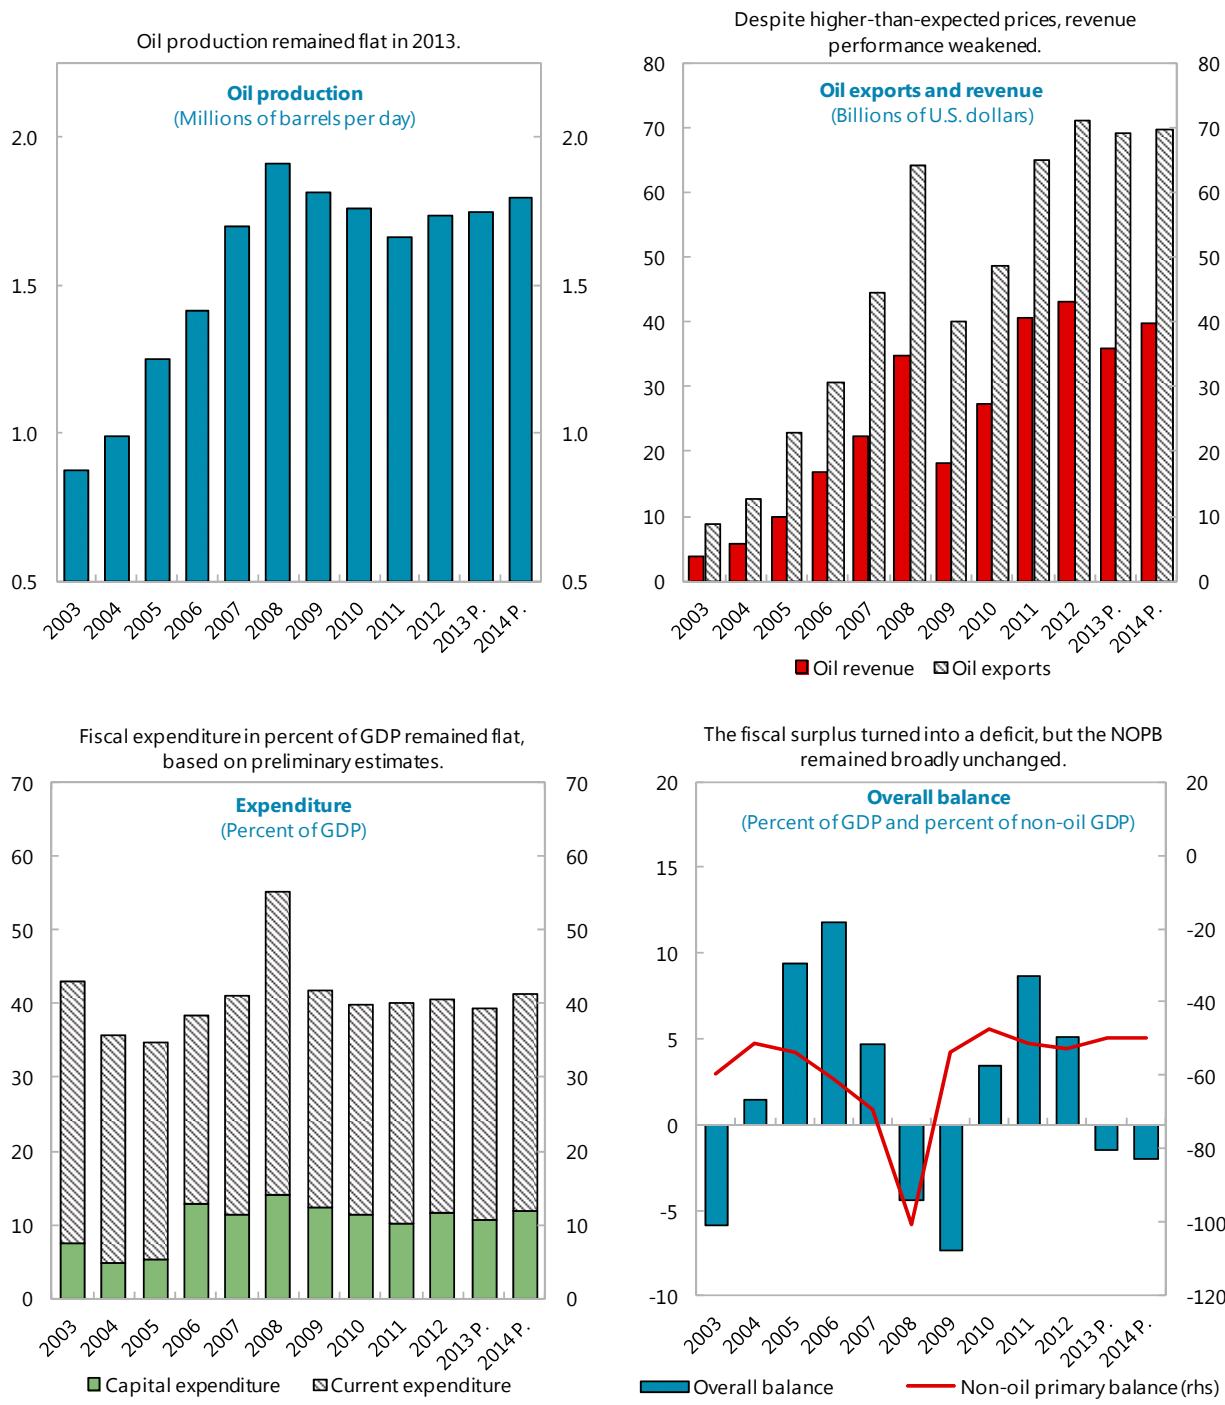 Oil production remained flat in 2013.
Oil production
(Millions of barrels per day)
2.0 2.0
1.5 1.5
1.0 1.0
0.5 0.5
2003 2004 2005 2006 2007 2008 2009 2010 2011 2012 2013 P. 2014 P.
Despite higher-than-expected prices, revenue
performance weakened.
Oil exports and revenue
(Billions of U.S. dollars)
80 80
70 70
60 60
50 50
40 40
30 30
20 20
10 10
0 0
2003 2004 2005 2006 2007 2008 2009 2010 2011 2012 2013 P. 2014 P.
Oil revenue Oil exports
Fiscal expenditure in percent of GDP remained flat,
based on preliminary estimates.
Expenditure
(Percent of GDP)
70 70
60 60
50 50
40 40
30 30
20 20
10 10
0 0
2003 2004 2005 2006 2007 2008 2009 2010 2011 2012 2013 P. 2014 P.
Capital expenditure Current expenditure
The fiscal surplus turned into a deficit, but the NOPB
remained broadly unchanged.
Overall balance
(Percent of GDP and percent of non-oil GDP)
20 20
15 0
10 -20
5 -40
0 -60
-5 -80
-10 -100
-120
2003 2004 2005 2006 2007 2008 2009 2010 2011 2012 2013 P. 2014 P.
Overall balance Non-oil primary balance (rhs)